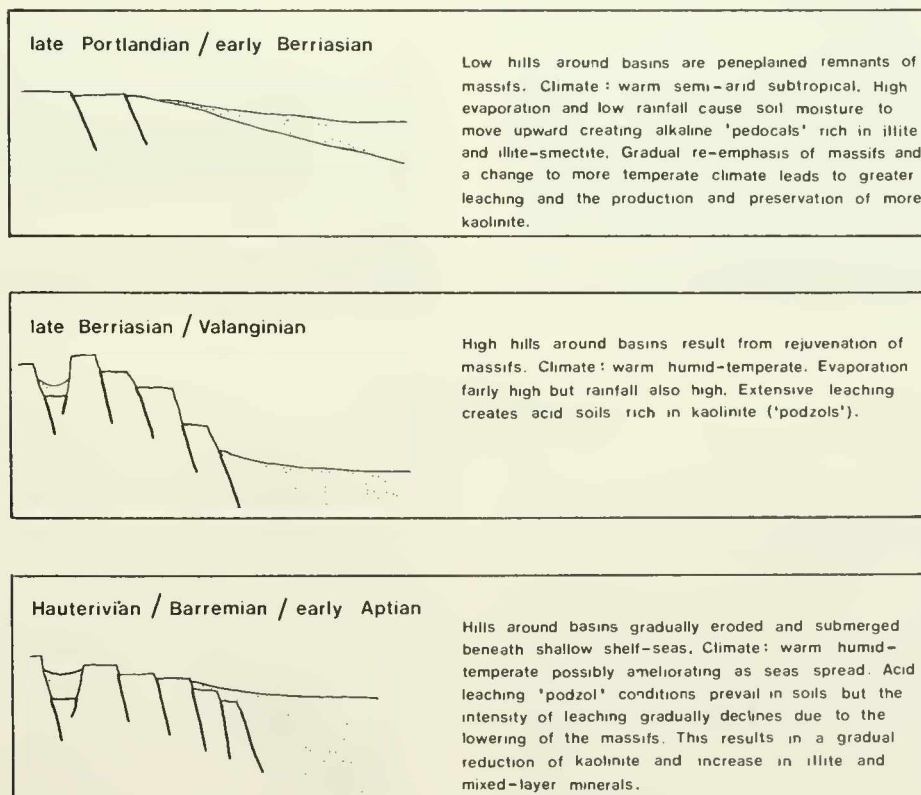 late Portlandian / early Berriasian
Low hills around basins are peneplained remnants of
massifs. Climate : warm semi-arid subtropical. High
evaporation and low rainfall cause soil moisture to
move upward creating alkaline 'pedocals' rich in illite
and illite-smectite. Gradual re-emphasis of massifs and
a change to more temperate climate leads to greater
leaching and the production and preservation of more
kaolinite.
late Berriasian / Valanginian
High hills around basins result from rejuvenation of
massifs. Climate : warm humid-temperate. Evaporation
fairly high but rainfall also high. Extensive leaching
creates acid soils rich in kaolinite ('podzols').
Hauterivian / Barremian / early Aptian
Hills around basins gradually eroded and submerged
beneath shallow shelf-seas. Climate : warm humid-
temperate possibly ameliorating as seas spread. Acid
leaching 'podzol' conditions prevail in soils but the
intensity of leaching gradually declines due to the
lowering of the massifs. This results in a gradual
reduction of kaolinite and increase in illite and
mixed-layer minerals.